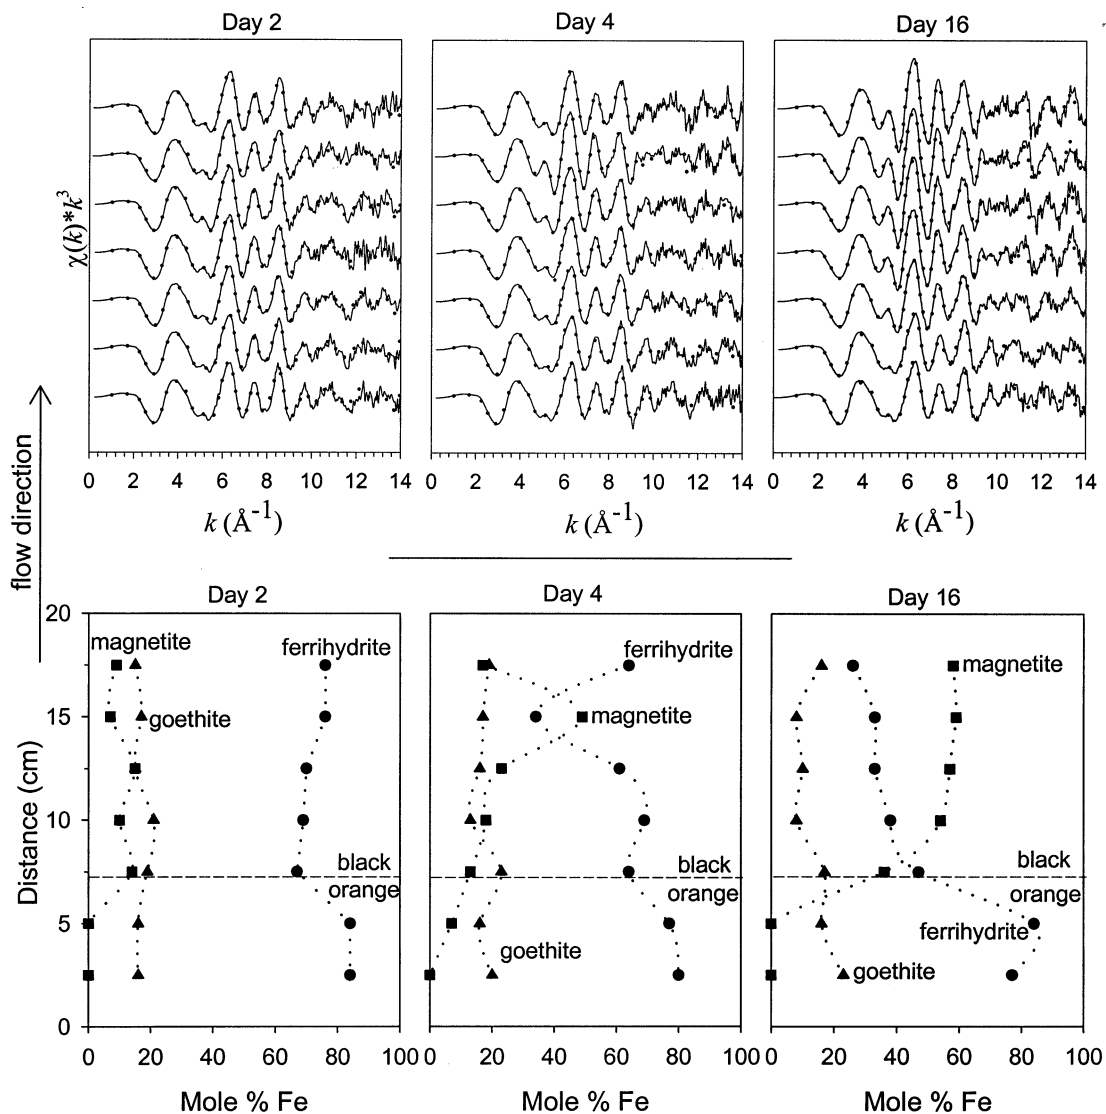 Day 2 Day 4 Day 16
χ(k)*k³
0 2 4 6 8 10 12 14 0 2 4 6 8 10 12 14 0 2 4 6 8 10 12 14
k (Å⁻¹) k (Å⁻¹) k (Å⁻¹)
flow direction
Day 2 Day 4 Day 16
20
magnetite ferrihydrite ferrihydrite magnetite
goethite magnetite
15
Distance (cm)
10
black black black
orange orange orange
5
ferrihydrite
goethite goethite
0
0 20 40 60 80 100 0 20 40 60 80 100 0 20 40 60 80 100
Mole % Fe Mole % Fe Mole % Fe